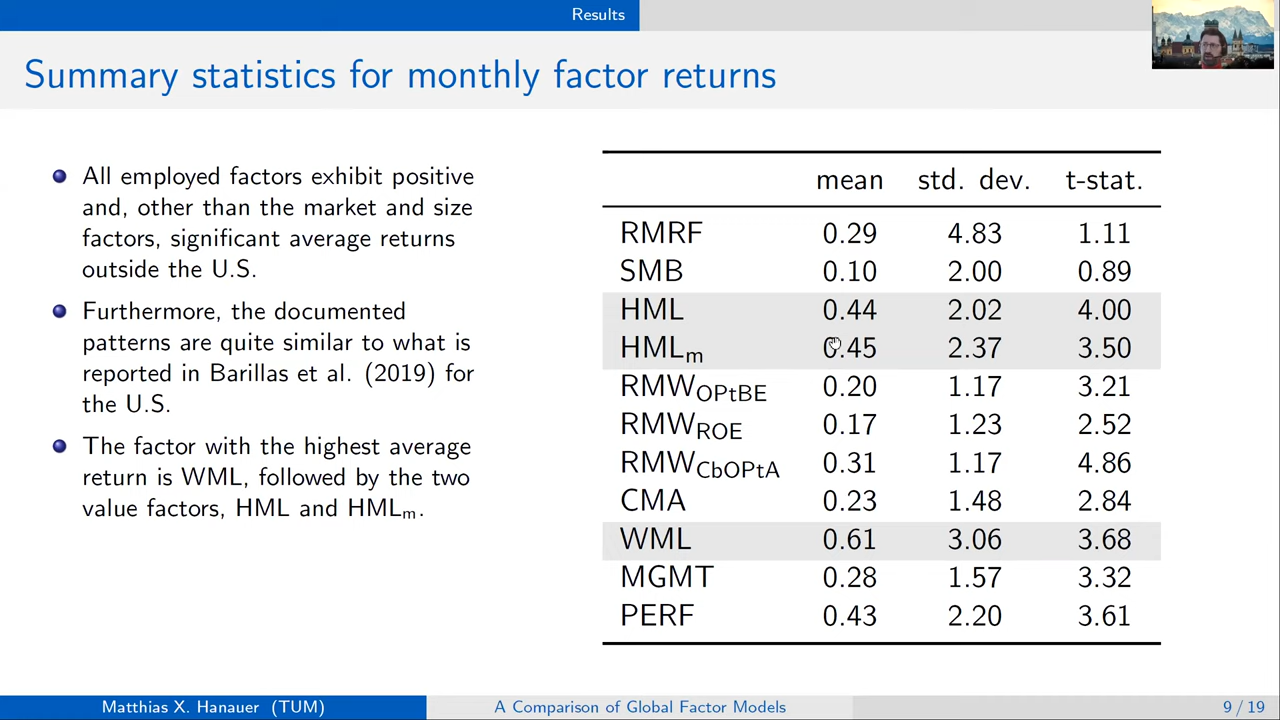 Results
Summary statistics for monthly factor returns
All employed factors exhibit positive
and, other than the market and size
factors, significant average returns
outside the U.S.
Furthermore, the documented
patterns are quite similar to what is
reported in Barillas et al. (2019) for
the U.S.
The factor with the highest average
return is WML, followed by the two
value factors, HML and HMLm.
mean std. dev. t-stat.
RMRF 0.29 4.83 1.11
SMB 0.10 2.00 0.89
HML 0.44 2.02 4.00
HMLm 0.45 2.37 3.50
RMWOPtBE 0.20 1.17 3.21
RMWROE 0.17 1.23 2.52
RMWCbOPtA 0.31 1.17 4.86
CMA 0.23 1.48 2.84
WML 0.61 3.06 3.68
MGMT 0.28 1.57 3.32
PERF 0.43 2.20 3.61
Matthias X. Hanauer (TUM) A Comparison of Global Factor Models 9 / 19